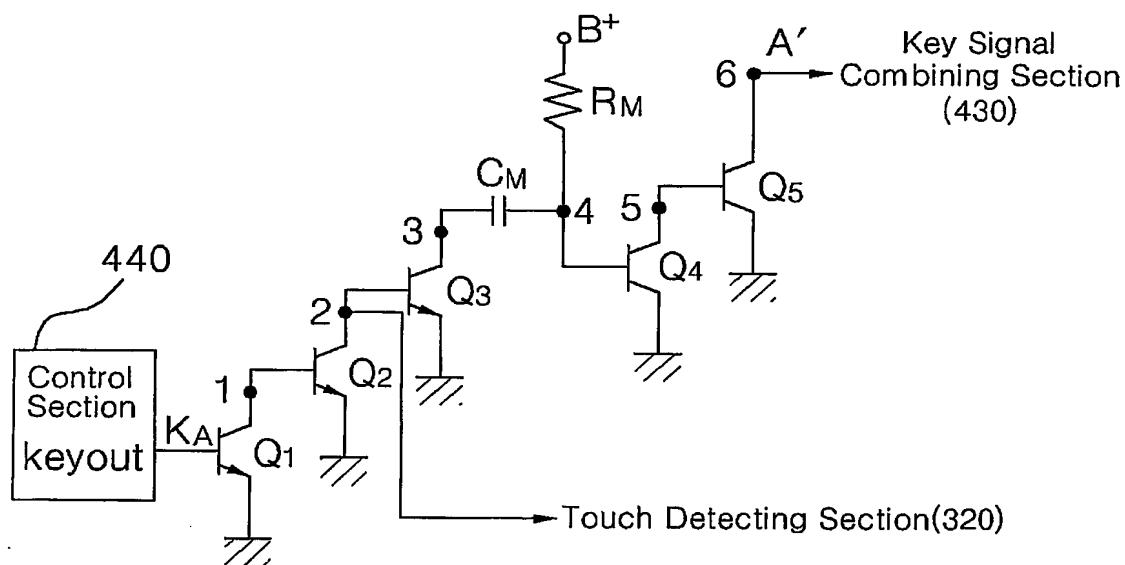 B+
A′
Key Signal
6
Combining Section
(430)
RM
CM
Q5
4
5
3
440
Q4
Q3
2
Control
Section
1
Q2
KA
keyout
Q1
Touch Detecting Section(320)